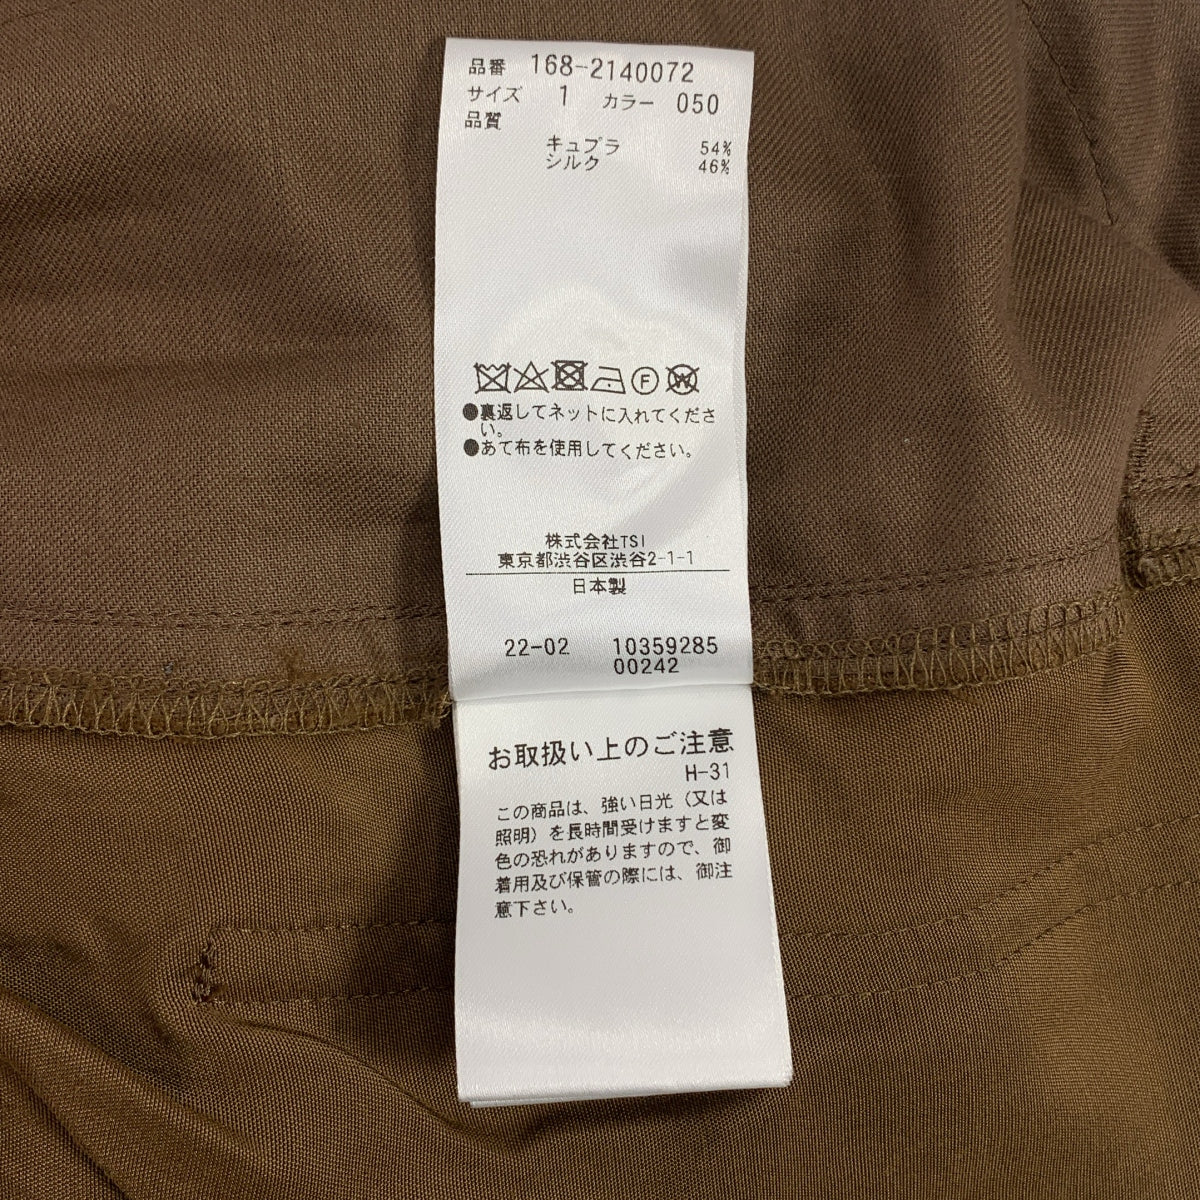 品番 168-2140072
サイズ 1 カラー 050
品質
キュプラ 54%
シルク 46%
F W
●裏返してネットに入れてくださ
い。
●あて布を使用してください。
株式会社TSI
東京都渋谷区渋谷2-1-1
日本製
22-02 10359285
00242
お取扱い上のご注意
H-31
この商品は、強い日光(又は
照明)を長時間受けますと変
色の恐れがありますので、御
着用及び保管の際には、御注
意下さい。